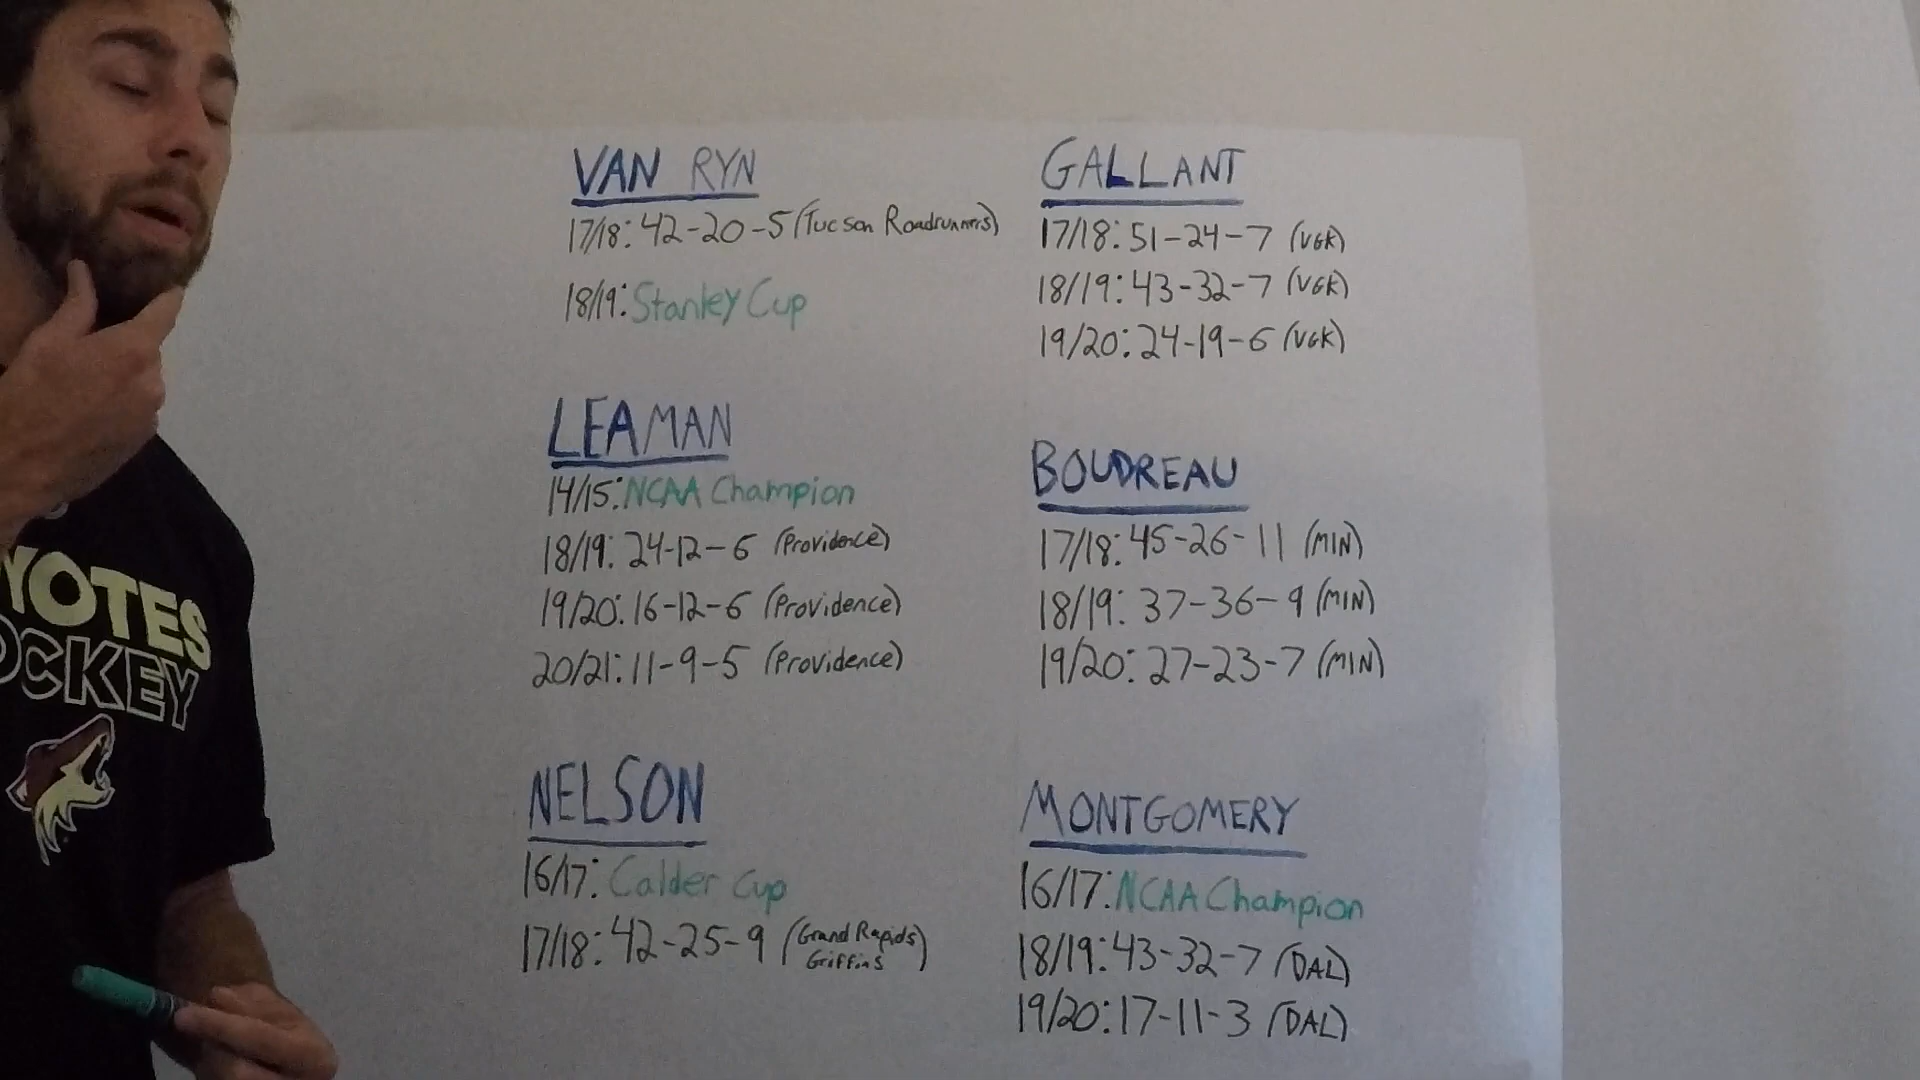 VAN RYN
17/18: 42-20-5 (Tucson Roadrunners)
18/19: Stanley Cup
LEAMAN
14/15: NCAA Champion
18/19: 24-12-6 (Providence)
19/20: 16-12-6 (Providence)
20/21: 11-9-5 (Providence)
NELSON
16/17: Calder Cup
17/18: 42-25-9 (Grand Rapids
Griffins)
GALLANT
17/18: 51-24-7 (VGK)
18/19: 43-32-7 (VGK)
19/20: 24-19-6 (VGK)
BOUDREAU
17/18: 45-26-11 (MIN)
18/19: 37-36-9 (MIN)
19/20: 27-23-7 (MIN)
MONTGOMERY
16/17: NCAA Champion
18/19: 43-32-7 (DAL)
19/20: 17-11-3 (DAL)
YOTES
OCKEY